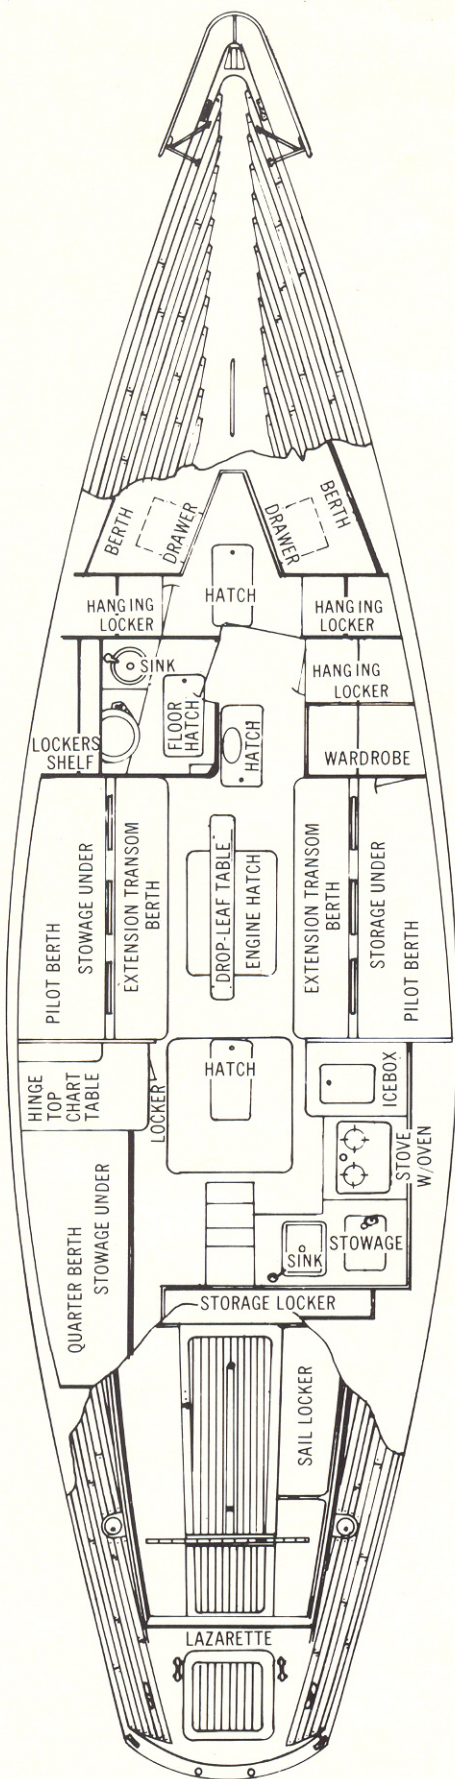 BERTH
DRAWER
DRAWER
BERTH
HATCH
HANGING
LOCKER
HANGING
LOCKER
SINK
HANGING
LOCKER
FLOOR
HATCH
HATCH
LOCKERS
SHELF
WARDROBE
PILOT BERTH
STOWAGE UNDER
EXTENSION TRANSOM
BERTH
DROP-LEAF TABLE
ENGINE HATCH
EXTENSION TRANSOM
BERTH
STORAGE UNDER
PILOT BERTH
HINGE
TOP
CHART
TABLE
LOCKER
HATCH
ICEBOX
STOVE
W/OVEN
QUARTER BERTH
STOWAGE UNDER
SINK
STOWAGE
STORAGE LOCKER
SAIL LOCKER
LAZARETTE